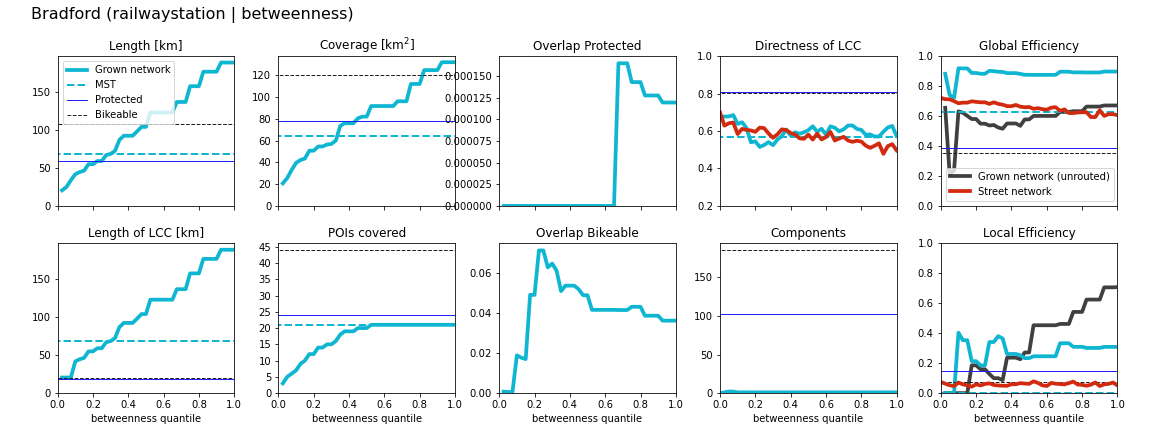 Bradford (railwaystation | betweenness)
Length [km]
150
100
50
0
Grown network
MST
Protected
Bikeable
Coverage [km²]
120
100
80
60
40
20
0
Overlap Protected
0.000150
0.000125
0.000100
0.000075
0.000050
0.000025
0.000000
Directness of LCC
1.0
0.8
0.6
0.4
0.2
Global Efficiency
1.0
0.8
0.6
0.4
0.2
0.0
Grown network (unrouted)
Street network
Length of LCC [km]
150
100
50
0
0.0 0.2 0.4 0.6 0.8 1.0
betweenness quantile
POIs covered
45
40
35
30
25
20
15
10
5
0
0.0 0.2 0.4 0.6 0.8 1.0
betweenness quantile
Overlap Bikeable
0.06
0.04
0.02
0.00
0.0 0.2 0.4 0.6 0.8 1.0
betweenness quantile
Components
150
100
50
0
0.0 0.2 0.4 0.6 0.8 1.0
betweenness quantile
Local Efficiency
1.0
0.8
0.6
0.4
0.2
0.0
0.0 0.2 0.4 0.6 0.8 1.0
betweenness quantile